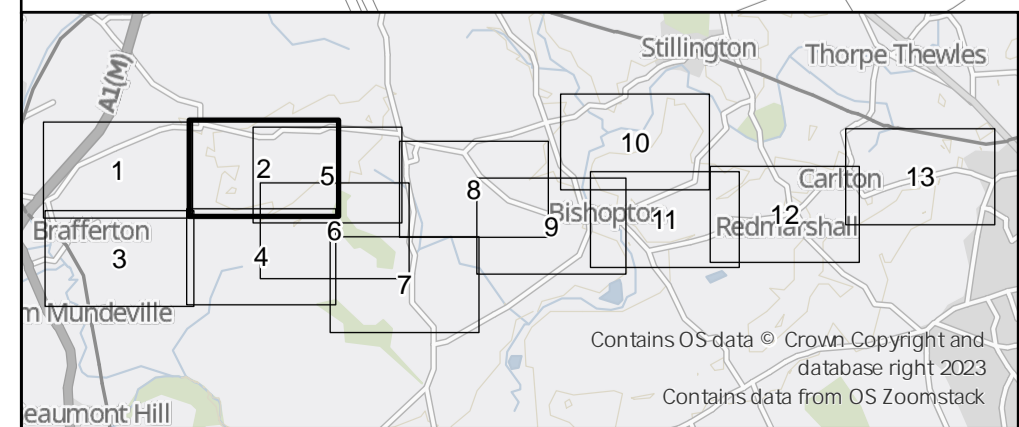 Stillington
Thorpe Thewles
A1(M)
1
2
5
10
8
Carlton
13
Brafferton
3
4
6
7
9
Bishopton
11
12
Redmarshall
m Mundeville
eaumont Hill
Contains OS data © Crown Copyright and
database right 2023
Contains data from OS Zoomstack